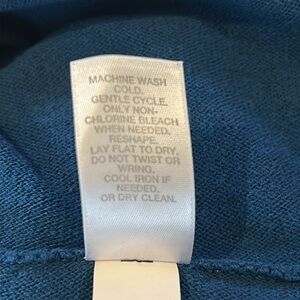 MACHINE WASH
COLD.
GENTLE CYCLE.
ONLY NON-
CHLORINE BLEACH
WHEN NEEDED.
RESHAPE.
LAY FLAT TO DRY.
DO NOT TWIST OR
WRING.
COOL IRON IF
NEEDED.
OR DRY CLEAN.